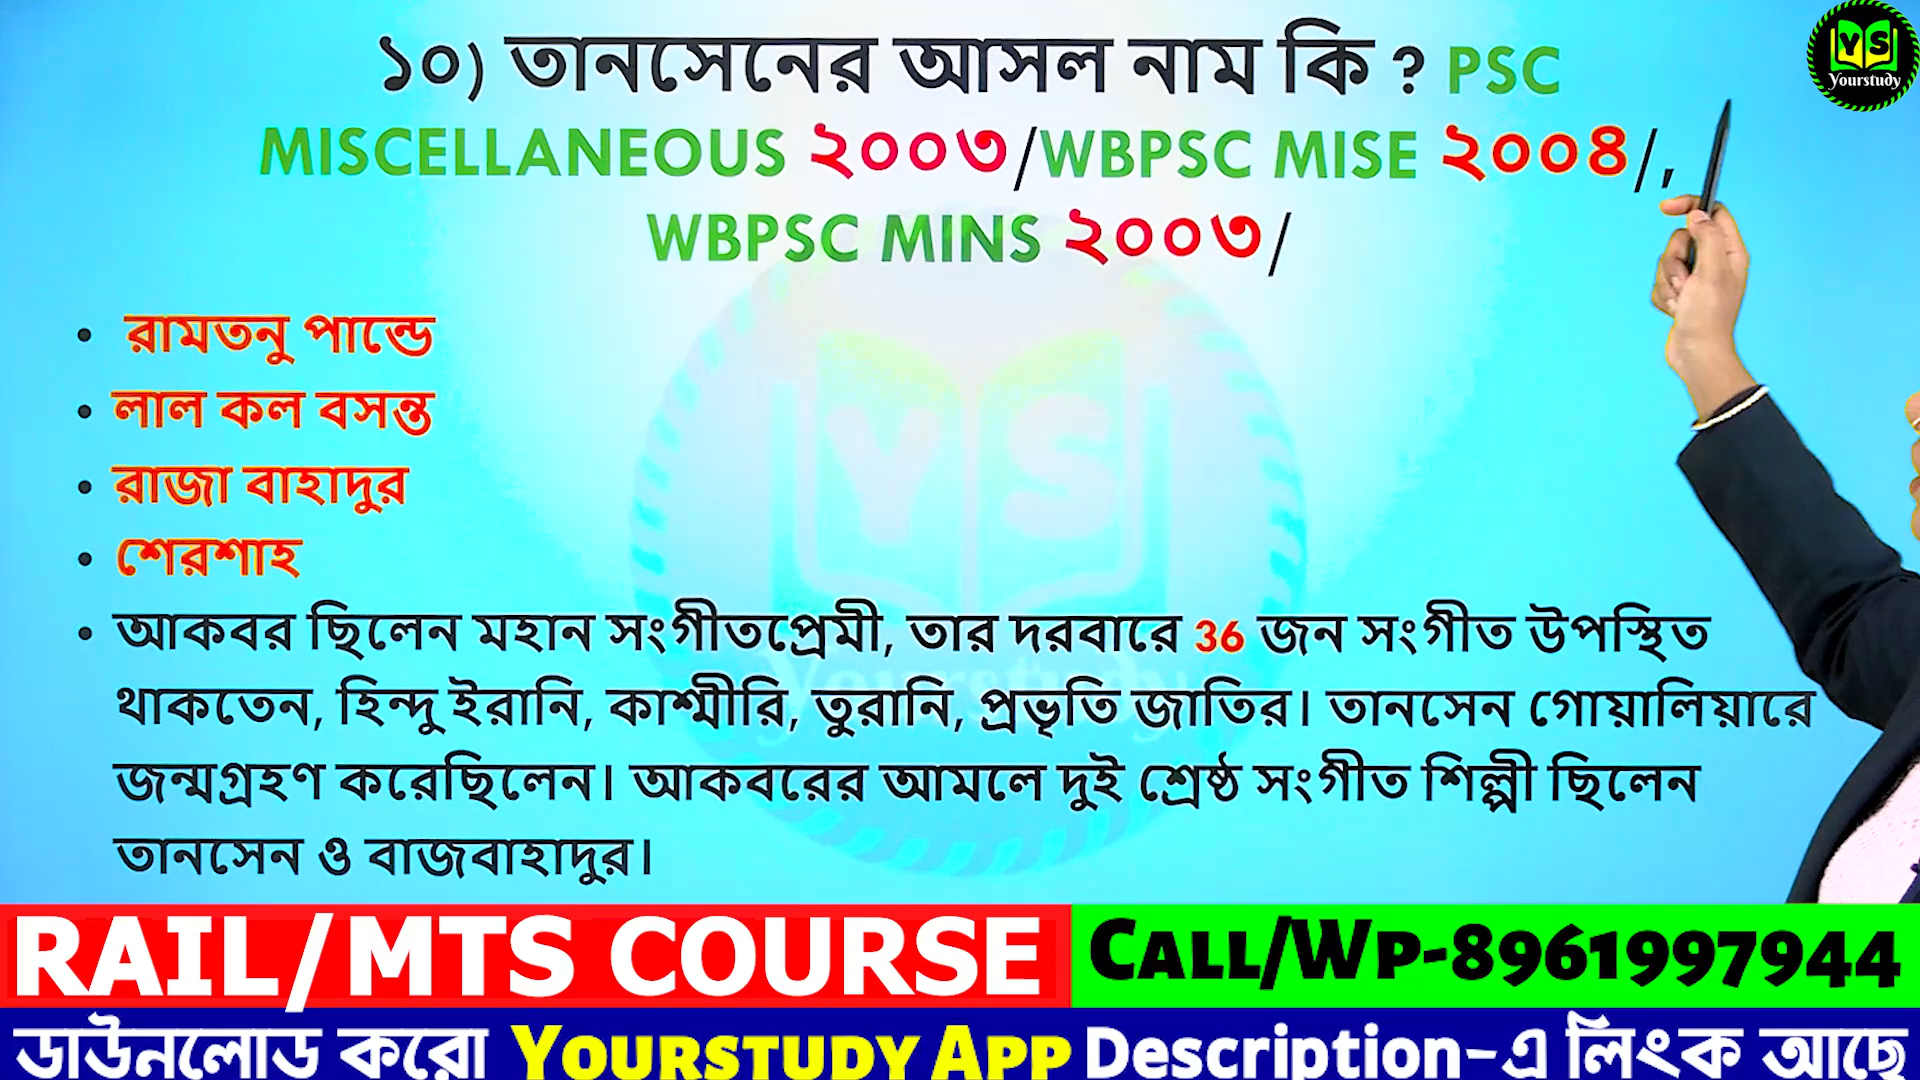 ১০) তানসেনের আসল নাম কি ? PSC
MISCELLANEOUS ২০০৩/WBPSC MISE ২০০৪/,
WBPSC MINS ২০০৩/
YS
Yourstudy
• রামতনু পান্ডে
• লাল কল বসন্ত
• রাজা বাহাদুর
• শেরশাহ
• আকবর ছিলেন মহান সংগীতপ্রেমী, তার দরবারে 36 জন সংগীত উপস্থিত
থাকতেন, হিন্দু ইরানি, কাশ্মীরি, তুরানি, প্রভৃতি জাতির। তানসেন গোয়ালিয়ারে
জন্মগ্রহণ করেছিলেন। আকবরের আমলে দুই শ্রেষ্ঠ সংগীত শিল্পী ছিলেন
তানসেন ও বাজবাহাদুর।
YS
Yourstudy
RAIL/MTS COURSE
CALL/WP-8961997944
ডাউনলোড করো YOURSTUDY APP Description-এ লিংক আছে